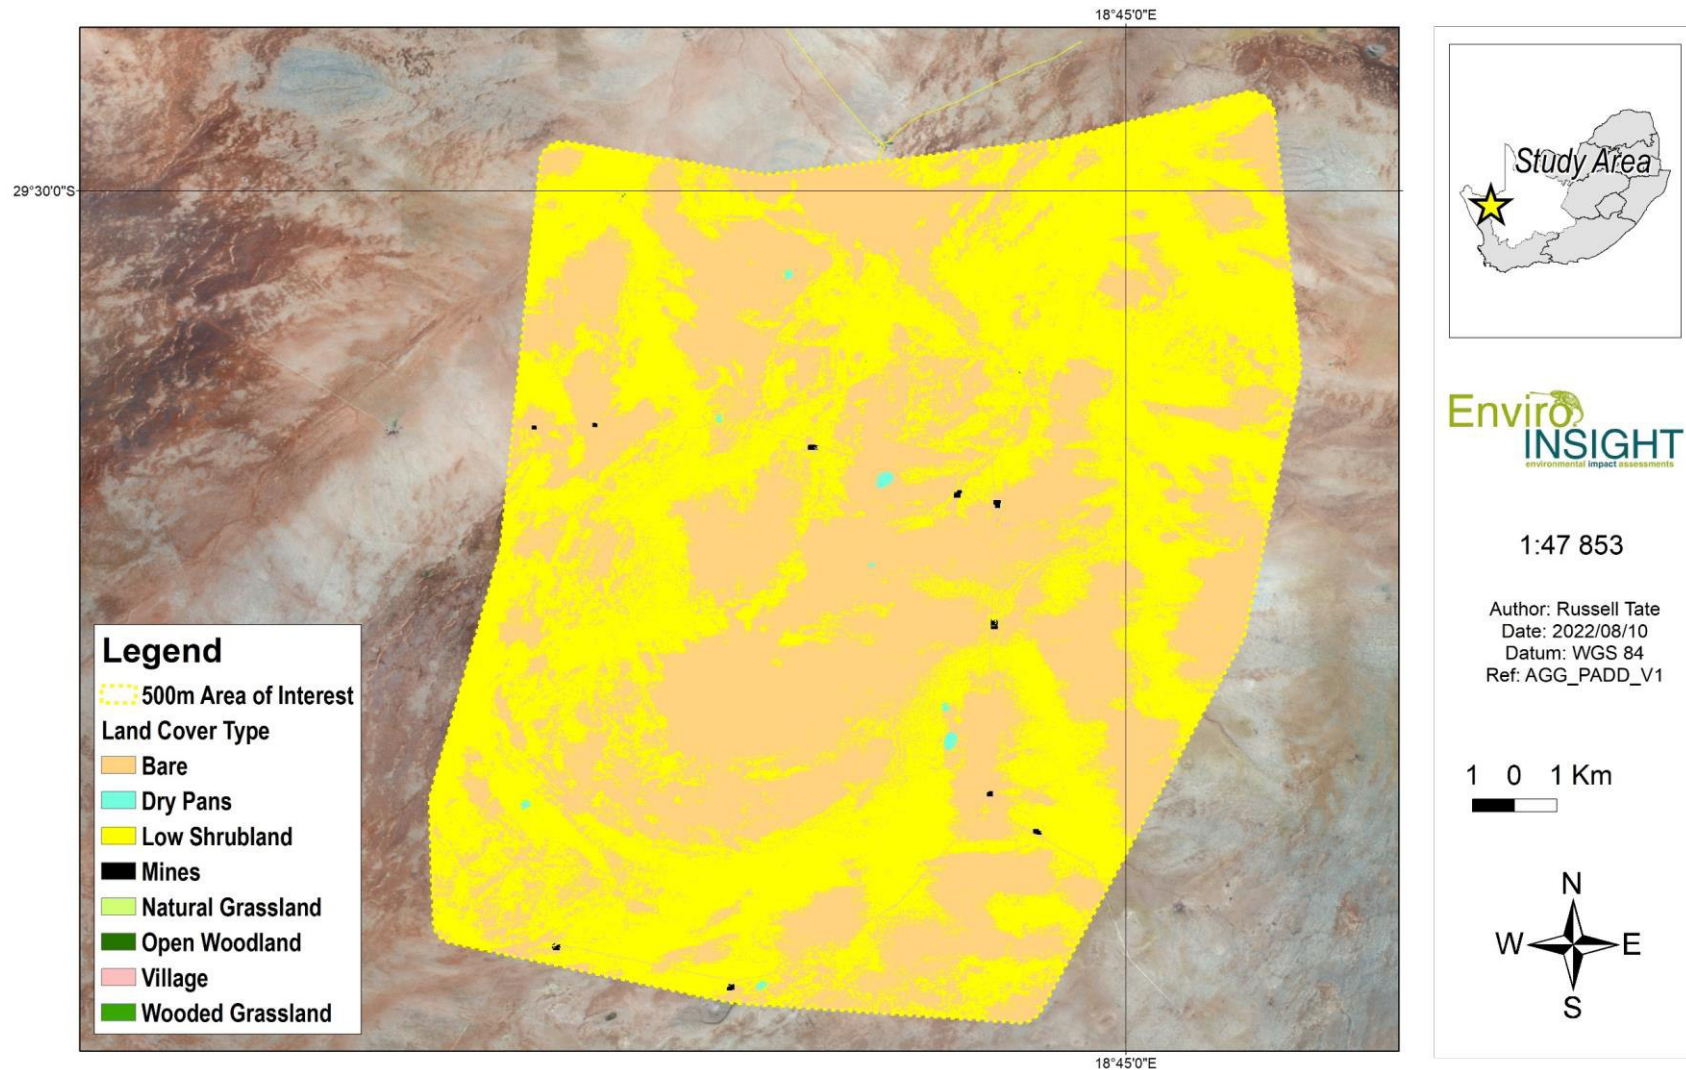 18°45'0"E
29°30'0"S
Legend
500m Area of Interest
Land Cover Type
Bare
Dry Pans
Low Shrubland
Mines
Natural Grassland
Open Woodland
Village
Wooded Grassland
18°45'0"E
Study Area
Enviro
INSIGHT
environmental impact assessments
1:47 853
Author: Russell Tate
Date: 2022/08/10
Datum: WGS 84
Ref: AGG_PADD_V1
1 0 1 Km
N
W E
S